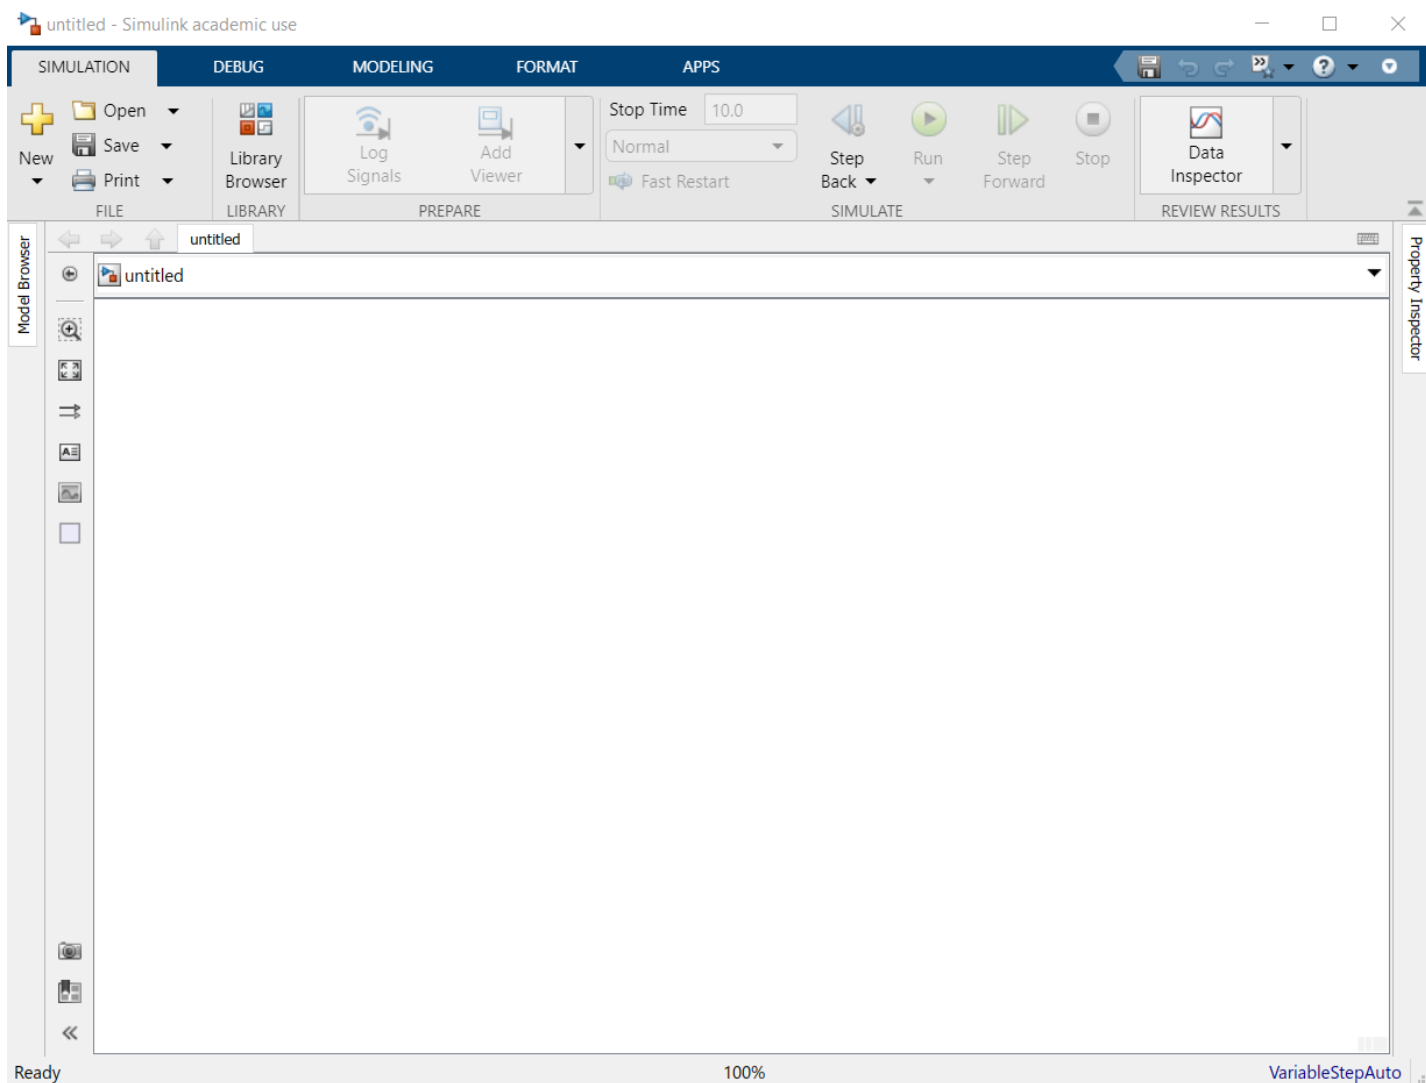 untitled - Simulink academic use
SIMULATION DEBUG MODELING FORMAT APPS
New
Open
Save
Print
FILE
Library
Browser
LIBRARY
Log
Signals
Add
Viewer
PREPARE
Stop Time 10.0
Normal
Fast Restart
Step
Back
Run
Step
Forward
Stop
SIMULATE
Data
Inspector
REVIEW RESULTS
Model Browser
untitled
untitled
Property Inspector
Ready 100% VariableStepAuto